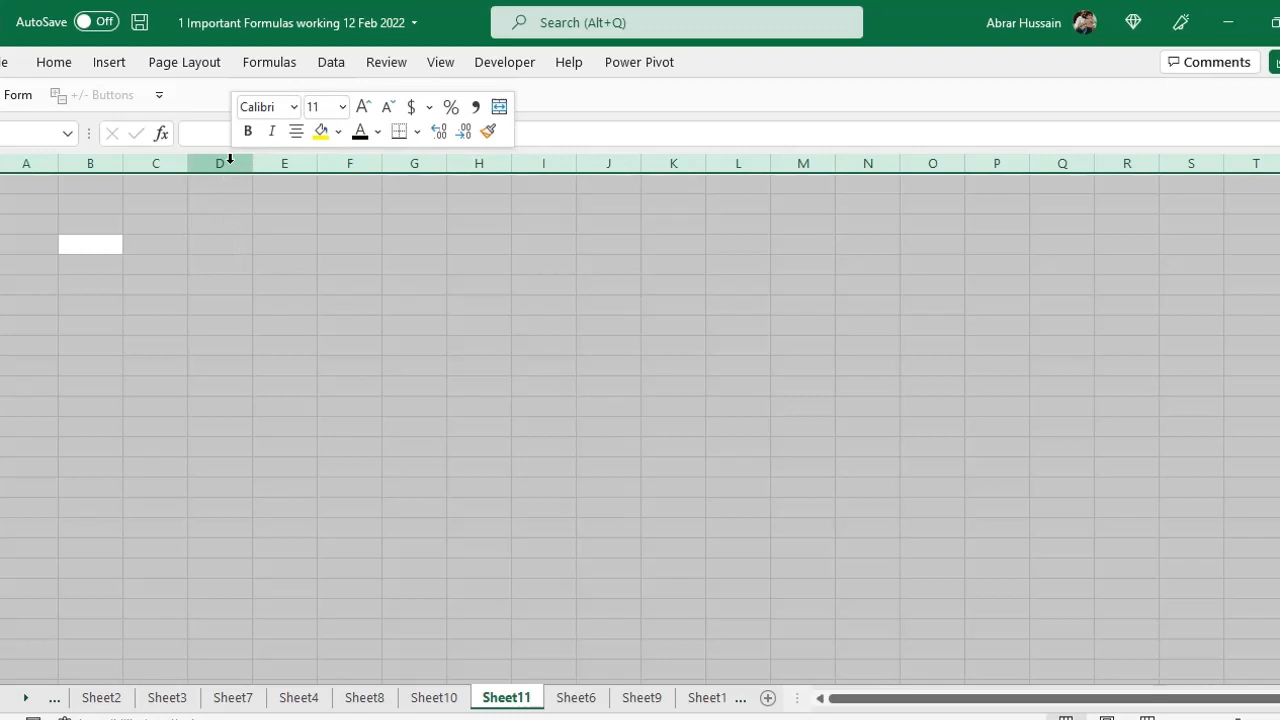 AutoSave Off 1 Important Formulas working 12 Feb 2022 Search (Alt+Q) Abrar Hussain
Home Insert Page Layout Formulas Data Review View Developer Help Power Pivot Comments
Form +/- Buttons Calibri 11 $ % ,
fx B I A .00
A B C D E F G H I J K L M N O P Q R S T
... Sheet2 Sheet3 Sheet7 Sheet4 Sheet8 Sheet10 Sheet11 Sheet6 Sheet9 Sheet1 ...